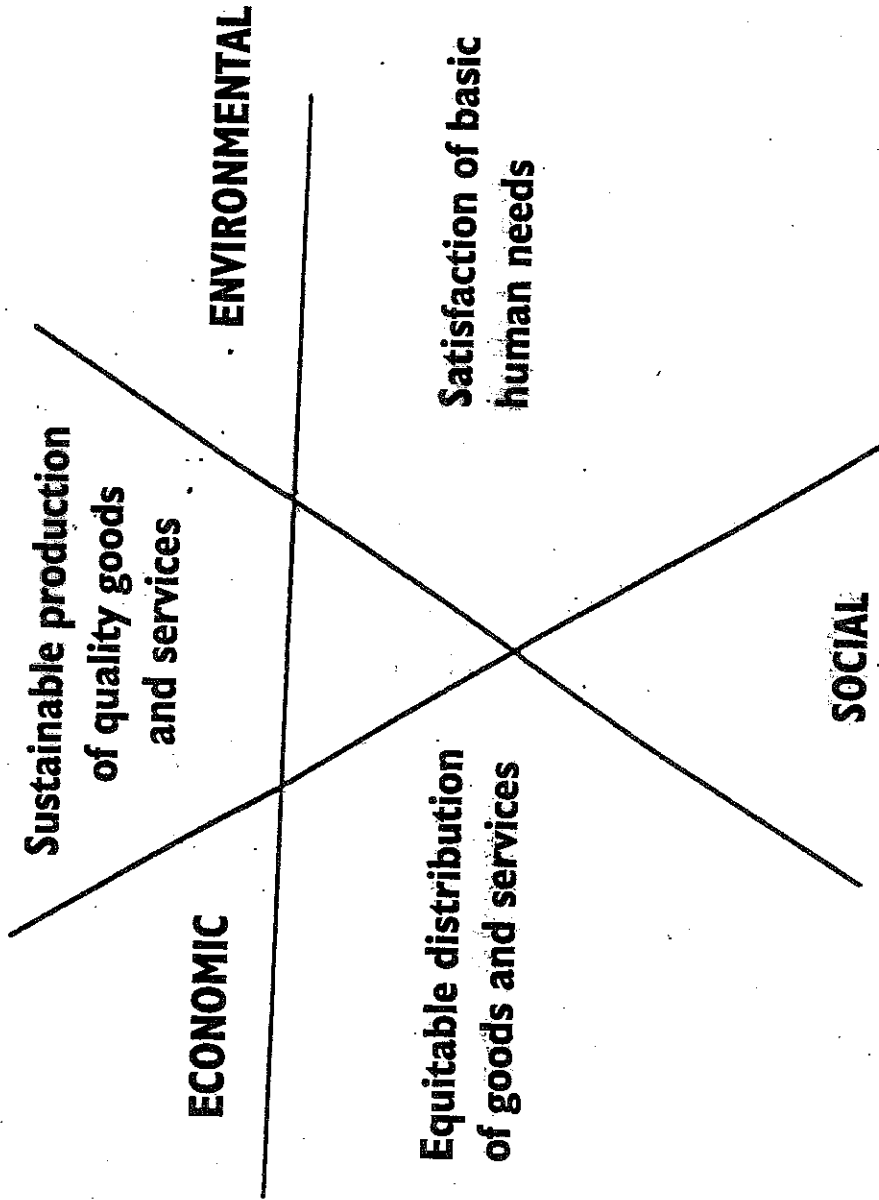 Sustainable production
of quality goods
and services
ECONOMIC
ENVIRONMENTAL
Equitable distribution
of goods and services
Satisfaction of basic
human needs
SOCIAL